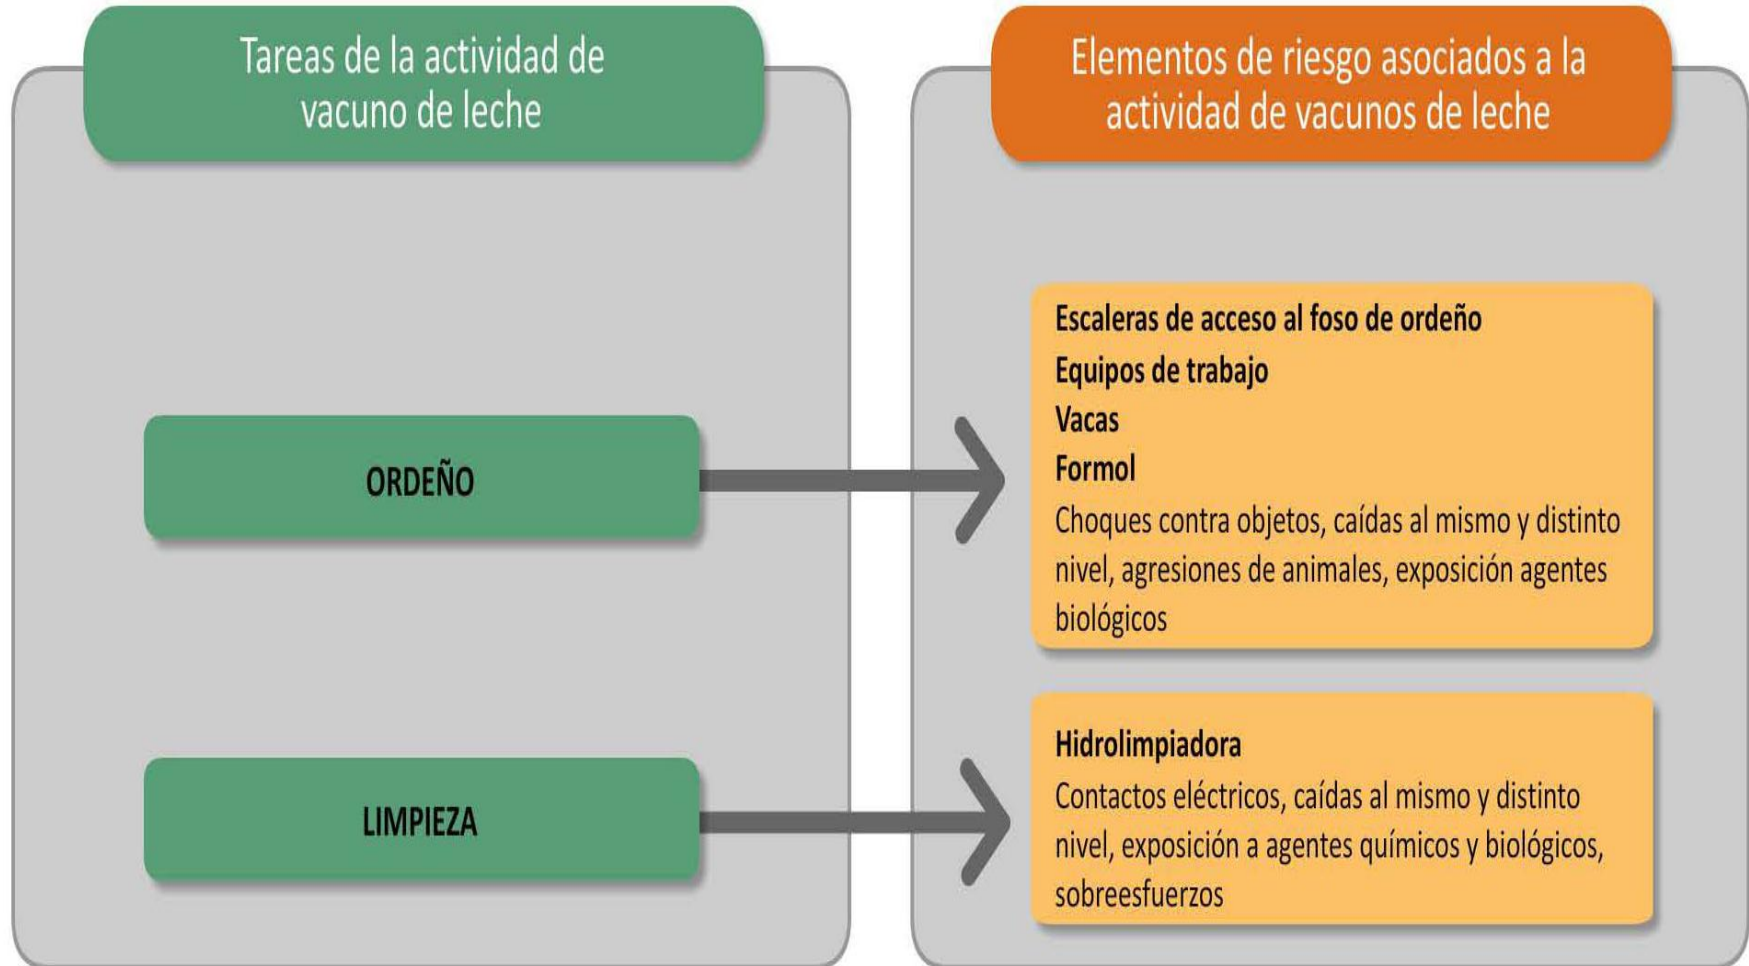 Tareas de la actividad de
vacuno de leche
Elementos de riesgo asociados a la
actividad de vacunos de leche
ORDEÑO
Escaleras de acceso al foso de ordeño
Equipos de trabajo
Vacas
Formol
Choques contra objetos, caídas al mismo y distinto
nivel, agresiones de animales, exposición agentes
biológicos
LIMPIEZA
Hidrolimpiadora
Contactos eléctricos, caídas al mismo y distinto
nivel, exposición a agentes químicos y biológicos,
sobreesfuerzos